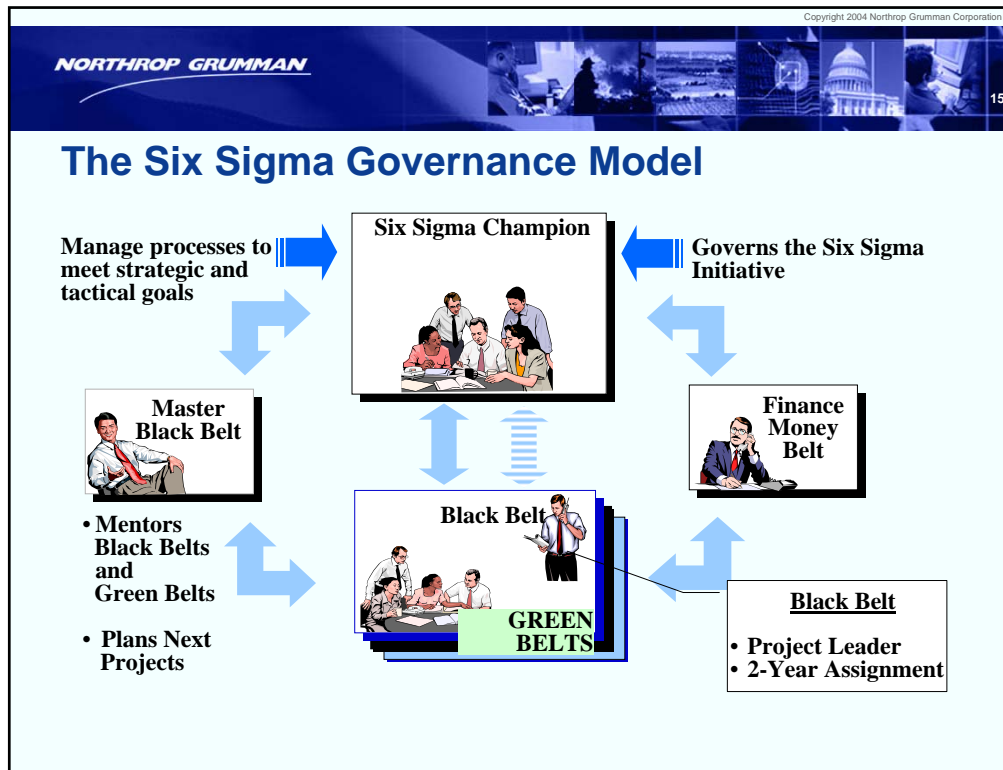 Copyright 2004 Northrop Grumman Corporation
NORTHROP GRUMMAN
15
The Six Sigma Governance Model
Manage processes to
meet strategic and
tactical goals
Six Sigma Champion
Governs the Six Sigma
Initiative
Master
Black Belt
Finance
Money
Belt
• Mentors
Black Belts
and
Green Belts
• Plans Next
Projects
Black Belt
GREEN
BELTS
Black Belt
• Project Leader
• 2-Year Assignment